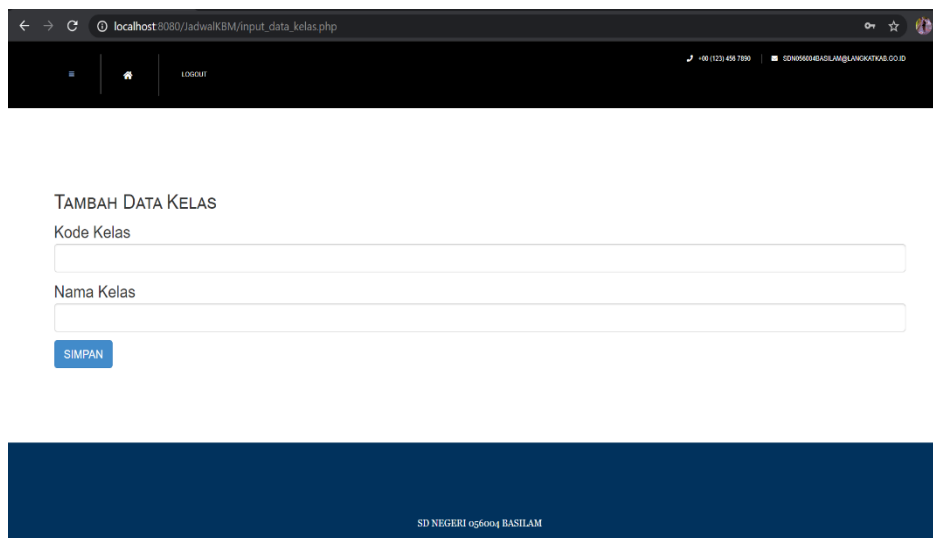 localhost:8080/JadwalKBM/input_data_kelas.php
LOGOUT
+00 (123) 456 7890
SDN056004BASILAM@LANGKATKAB.GO.ID
TAMBAH DATA KELAS
Kode Kelas
Nama Kelas
SIMPAN
SD NEGERI 056004 BASILAM